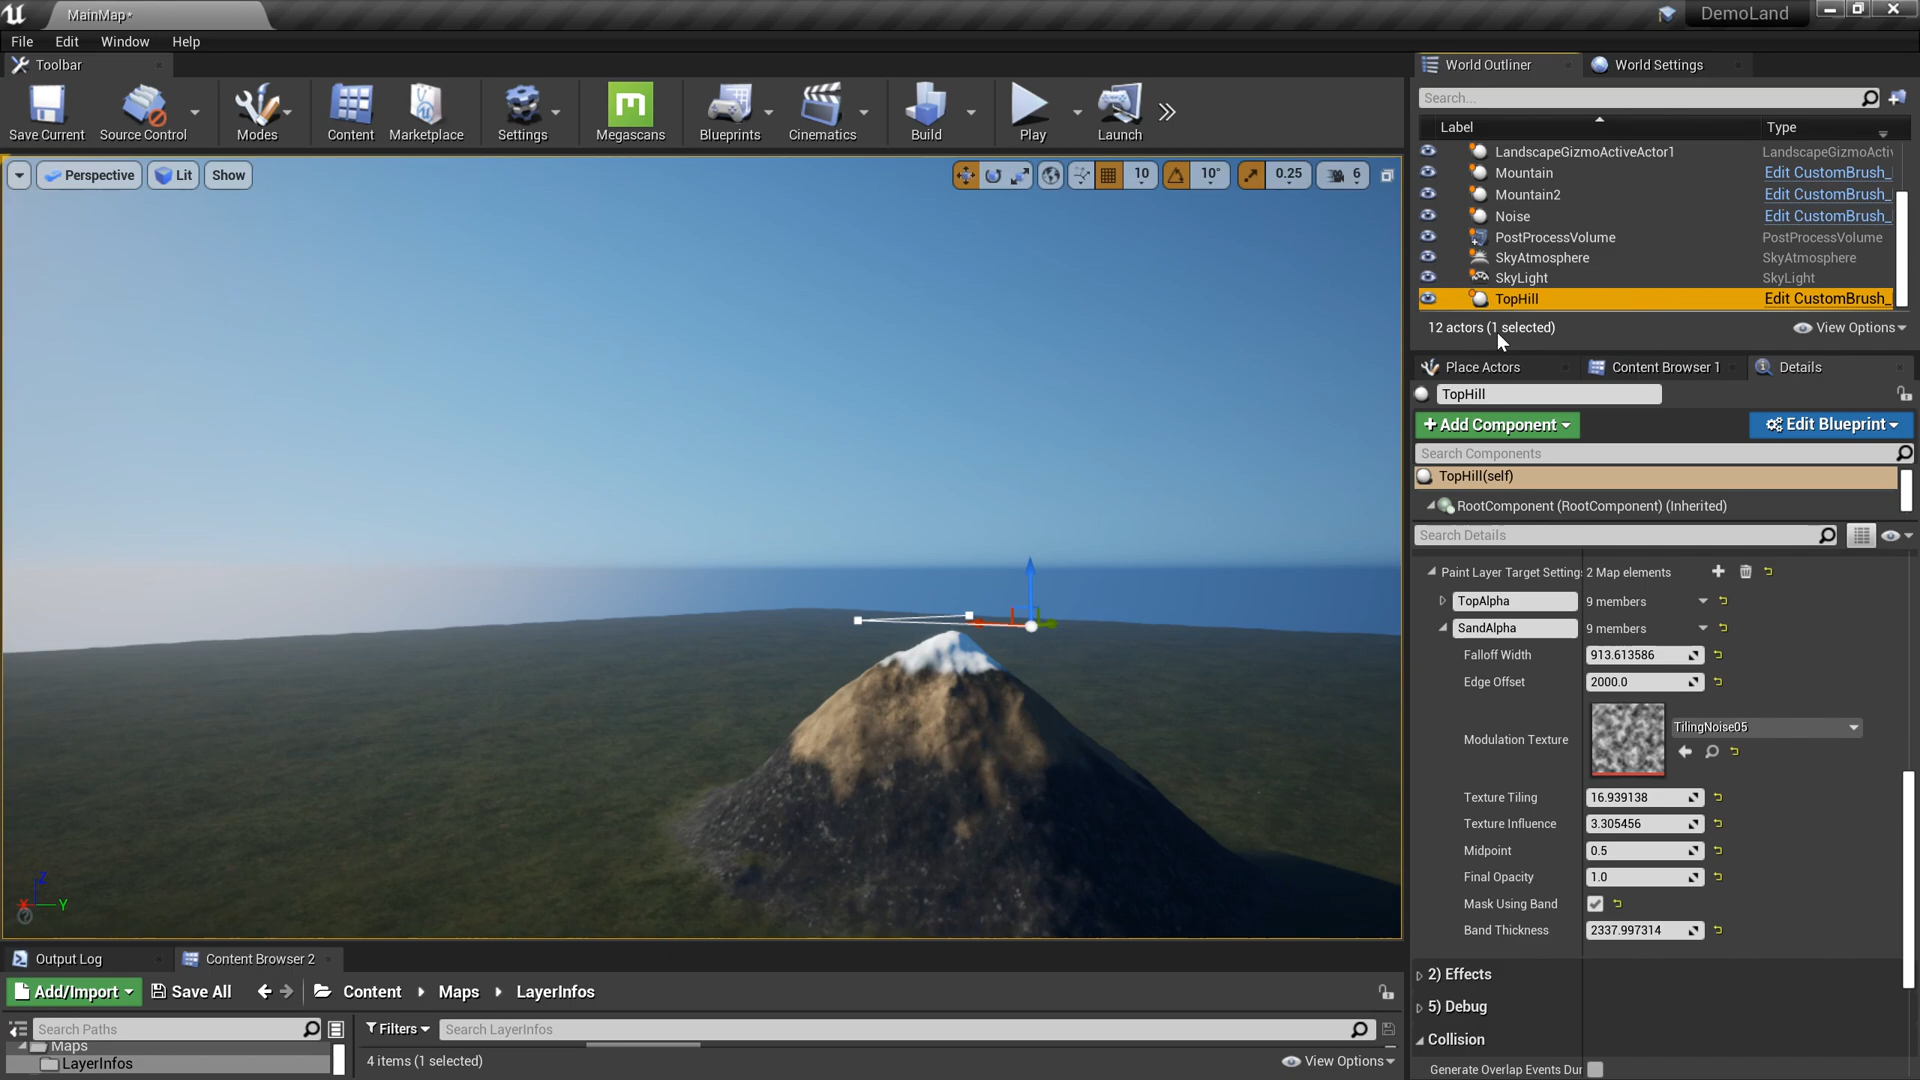 MainMap*
DemoLand
File Edit Window Help
Toolbar
World Outliner World Settings
Save Current Source Control Modes Content Marketplace Settings Megascans Blueprints Cinematics Build Play Launch
Search...
Label Type
Perspective Lit Show 10 10° 0.25 6
LandscapeGizmoActiveActor1 LandscapeGizmoActiv
Mountain Edit CustomBrush_
Mountain2 Edit CustomBrush_
Noise Edit CustomBrush_
PostProcessVolume PostProcessVolume
SkyAtmosphere SkyAtmosphere
SkyLight SkyLight
TopHill Edit CustomBrush_
12 actors (1 selected) View Options
Place Actors Content Browser 1 Details
TopHill
+Add Component Edit Blueprint
Search Components
TopHill(self)
RootComponent (RootComponent) (Inherited)
Search Details
Paint Layer Target Settings 2 Map elements
TopAlpha 9 members
SandAlpha 9 members
Falloff Width 913.613586
Edge Offset 2000.0
Modulation Texture TilingNoise05
Texture Tiling 16.939138
Texture Influence 3.305456
Midpoint 0.5
Final Opacity 1.0
Mask Using Band
Band Thickness 2337.997314
2) Effects
5) Debug
Collision
Generate Overlap Events Dur
Z
X Y
Output Log Content Browser 2
Add/Import Save All Content Maps LayerInfos
Search Paths Filters Search LayerInfos
Maps
LayerInfos
4 items (1 selected) View Options